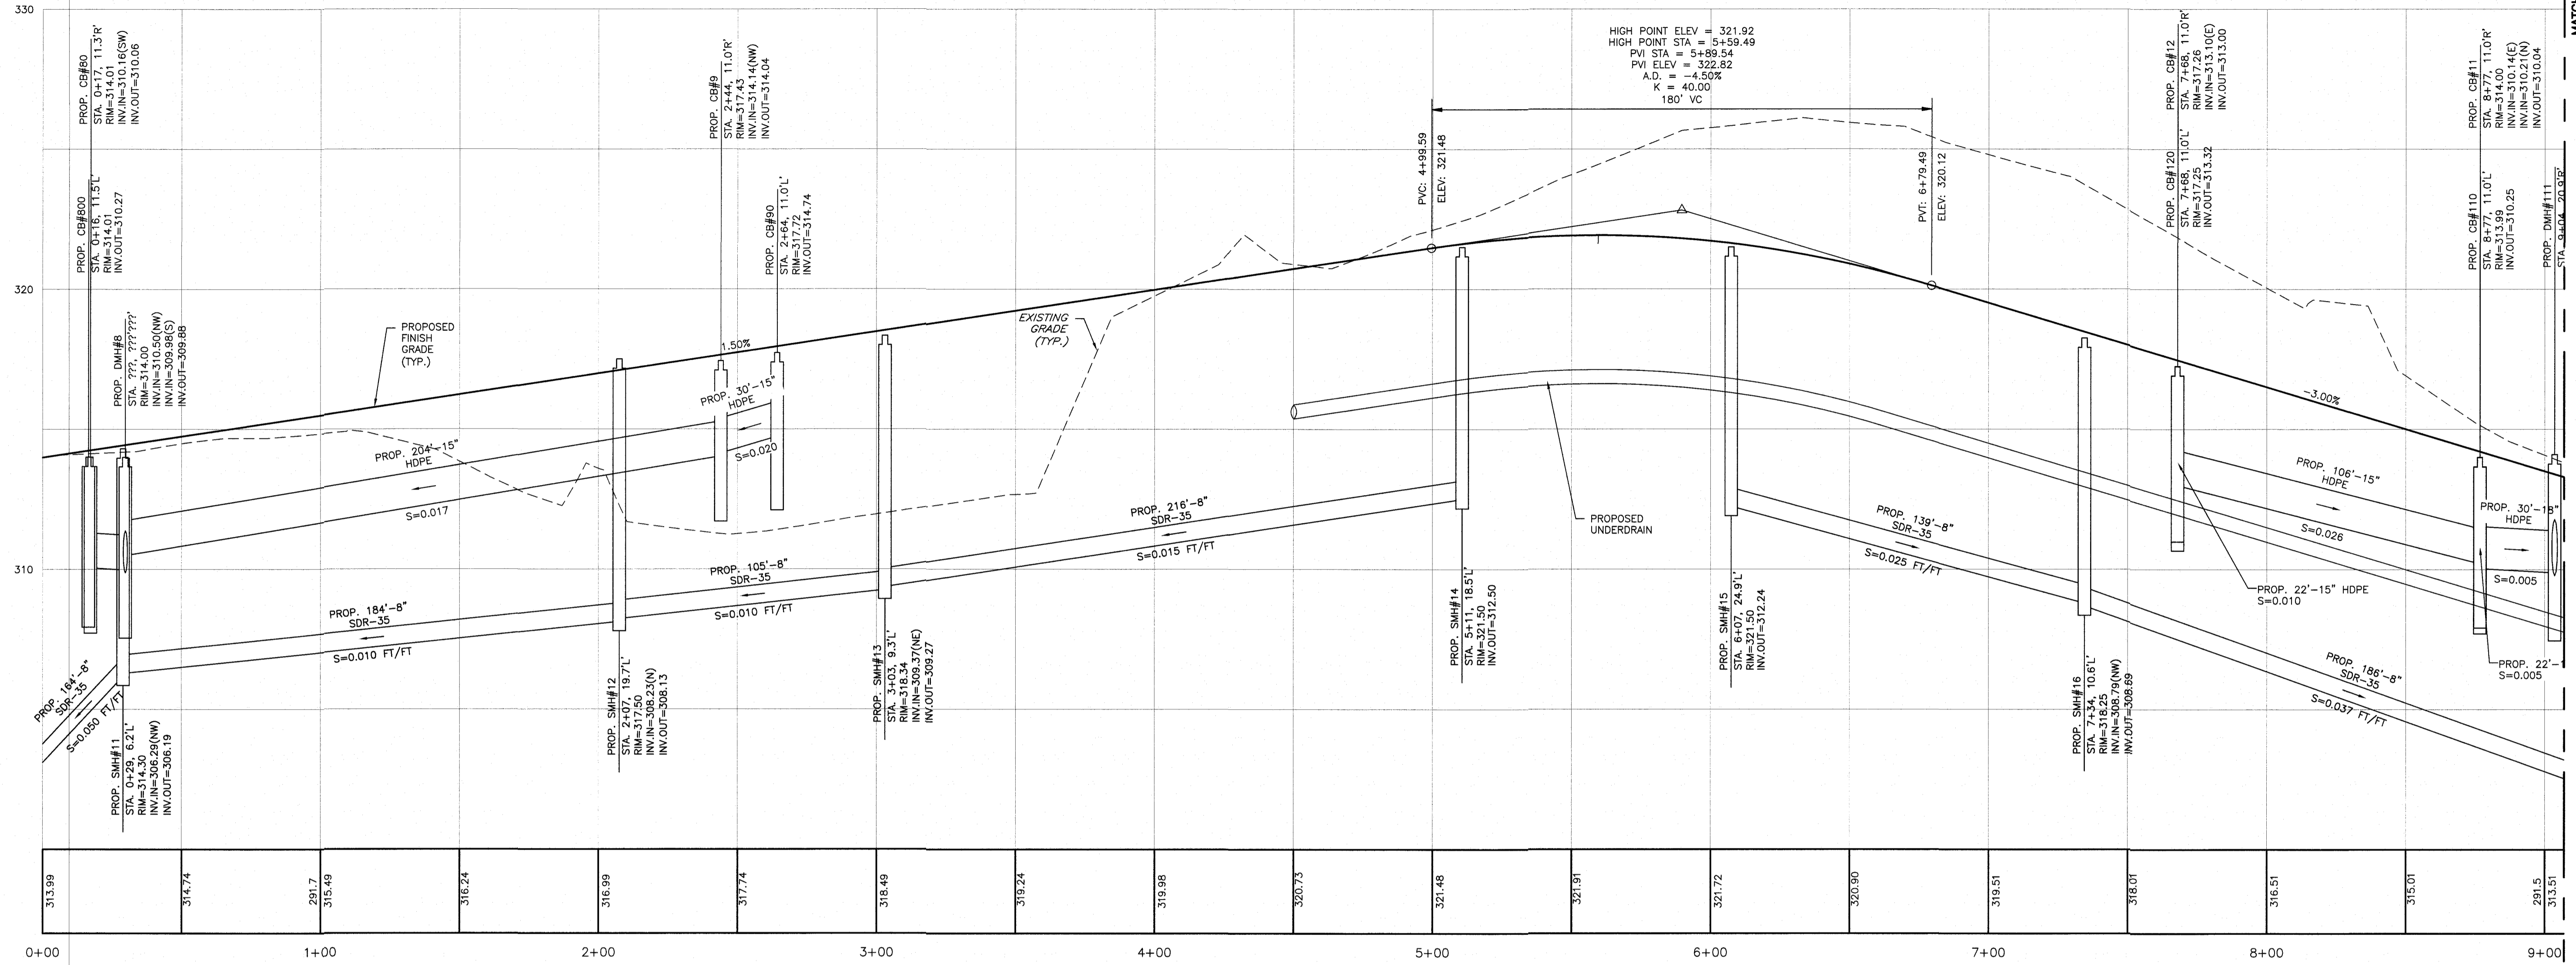 330
320
310
PROP. CB#80
STA. 0+17, 11.3'R'
RIM=314.01
INV.IN=310.16(SW)
INV.OUT=310.06
PROP. CB#800
STA. 0+16, 11.5'L'
RIM=314.01
INV.OUT=310.27
PROP. DMH#8
STA. ???, ???'???'
RIM=314.00
INV.IN=310.50(NW)
INV.IN=309.98(S)
INV.OUT=309.88
PROPOSED
FINISH
GRADE
(TYP.)
PROP. 204'-15"
HDPE
S=0.017
PROP. CB#9
STA. 2+44, 11.0'R'
RIM=317.43
INV.IN=314.14(NW)
INV.OUT=314.04
PROP. CB#90
STA. 2+64, 11.0'L'
RIM=317.72
INV.OUT=314.74
1.50%
PROP. 30'-15"
HDPE
S=0.020
EXISTING
GRADE
(TYP.)
HIGH POINT ELEV = 321.92
HIGH POINT STA = 5+59.49
PVI STA = 5+89.54
PVI ELEV = 322.82
A.D. = -4.50%
K = 40.00
180' VC
PVC: 4+99.59
ELEV: 321.48
PVT: 6+79.49
ELEV: 320.12
PROP. CB#12
STA. 7+68, 11.0'R'
RIM=317.26
INV.IN=313.10(E)
INV.OUT=313.00
PROP. CB#120
STA. 7+68, 11.0'L'
RIM=317.25
INV.OUT=313.32
PROP. CB#11
STA. 8+77, 11.0'R'
RIM=314.00
INV.IN=310.14(E)
INV.IN=310.21(N)
INV.OUT=310.04
PROP. CB#110
STA. 8+77, 11.0'L'
RIM=313.99
INV.OUT=310.25
PROP. DMH#111
STA. 9+04, 20.9'R'
-3.00%
PROP. 106'-15"
HDPE
S=0.026
PROP. 30'-18"
HDPE
S=0.005
PROP. 22'-15" HDPE
S=0.010
PROP. 22'-1
S=0.005
PROPOSED
UNDERDRAIN
PROP. 164'-8"
SDR-35
S=0.050 FT/FT
PROP. 184'-8"
SDR-35
S=0.010 FT/FT
PROP. 105'-8"
SDR-35
S=0.010 FT/FT
PROP. 216'-8"
SDR-35
S=0.015 FT/FT
PROP. 139'-8"
SDR-35
S=0.025 FT/FT
PROP. 186'-8"
SDR-35
S=0.037 FT/FT
PROP. SMH#11
STA. 0+29, 6.2'L'
RIM=314.30
INV.IN=306.29(NW)
INV.OUT=306.19
PROP. SMH#12
STA. 2+07, 19.7'L'
RIM=317.50
INV.IN=308.23(N)
INV.OUT=308.13
PROP. SMH#13
STA. 3+03, 9.3'L'
RIM=318.34
INV.IN=309.37(NE)
INV.OUT=309.27
PROP. SMH#14
STA. 5+11, 18.5'L'
RIM=321.50
INV.OUT=312.50
PROP. SMH#15
STA. 6+07, 24.9'L'
RIM=321.50
INV.OUT=312.24
PROP. SMH#16
STA. 7+34, 10.6'L'
RIM=318.25
INV.IN=308.79(NW)
INV.OUT=308.69
313.99
314.74
291.7
315.49
316.24
316.99
317.74
318.49
319.24
319.98
320.73
321.48
321.91
321.72
320.90
319.51
318.01
316.51
315.01
291.5
313.51
0+00
1+00
2+00
3+00
4+00
5+00
6+00
7+00
8+00
9+00